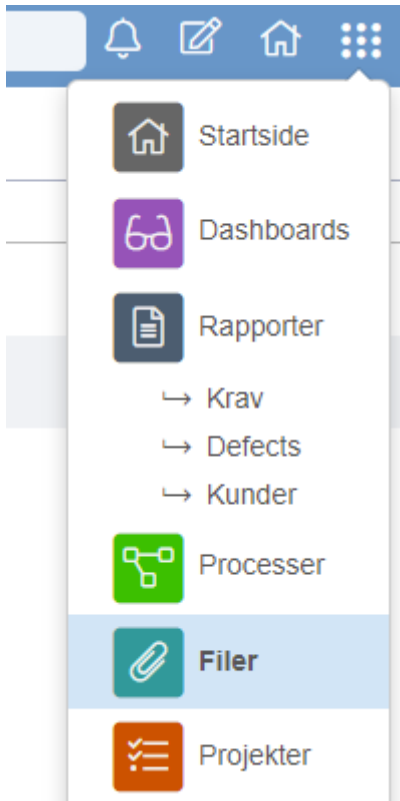 Startside
Dashboards
Rapporter
Krav
Defects
Kunder
Processer
Filer
Projekter